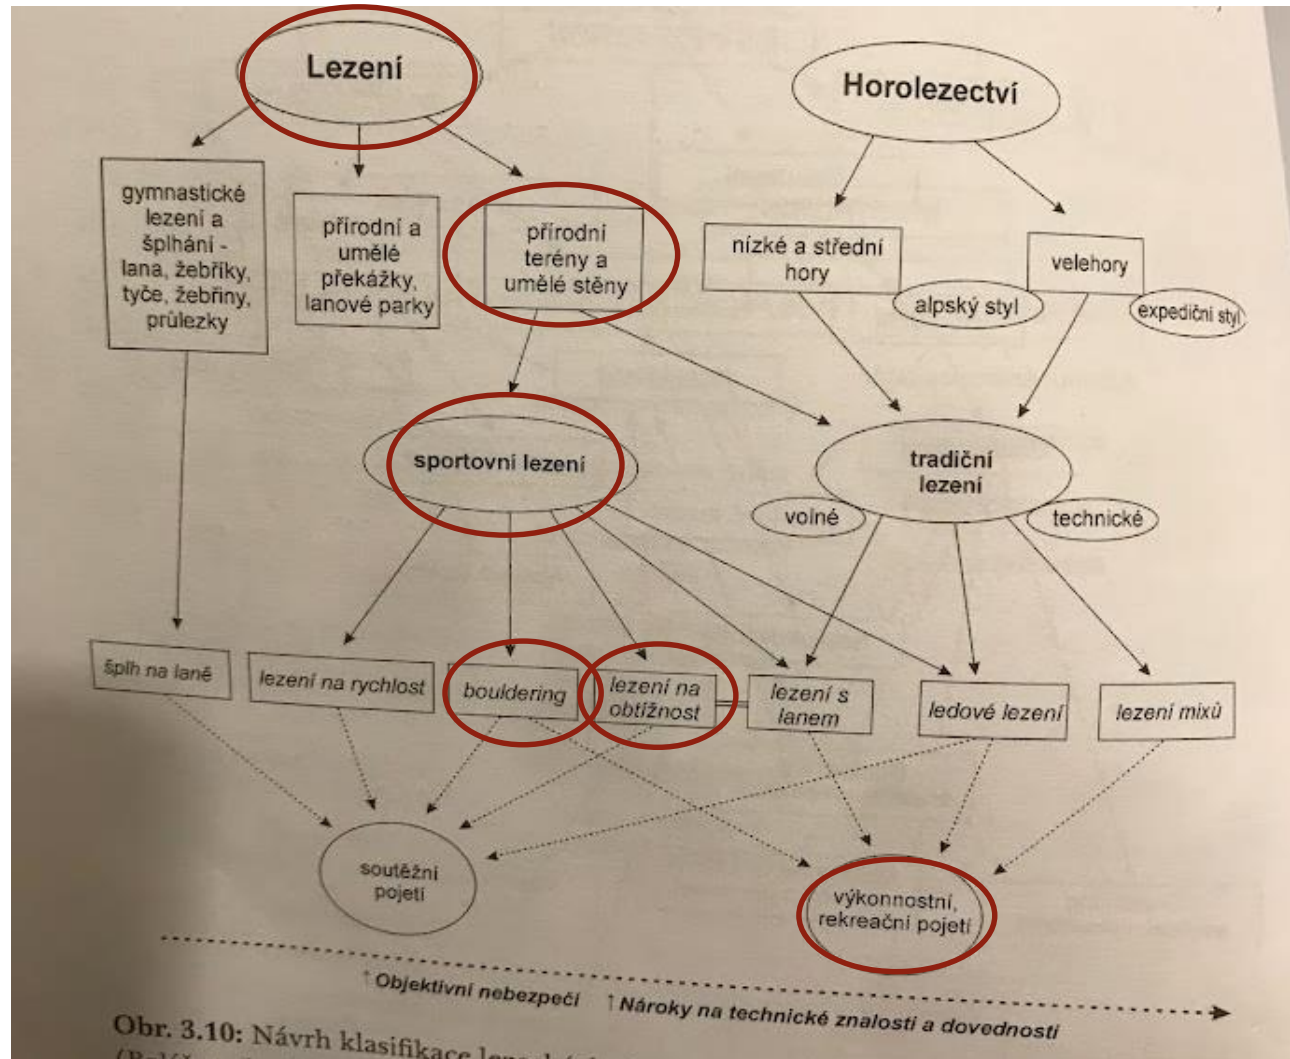 Lezení
Horolezectví
gymnastické
lezení a
šplhání -
lana, žebříky,
tyče, žebřiny,
průlezky
přírodní a
umělé
překážky,
lanové parky
přírodní
terény a
umělé stěny
nízké a střední
hory
velehory
alpský styl
expediční styl
sportovní lezení
tradiční
lezení
volné
technické
šplh na laně
lezení na rychlost
bouldering
lezení na
obtížnost
lezení s
lanem
ledové lezení
lezení mixů
soutěžní
pojetí
výkonnostní,
rekreační pojetí
↑ Objektivní nebezpečí ↑ Nároky na technické znalosti a dovednosti
Obr. 3.10: Návrh klasifikace